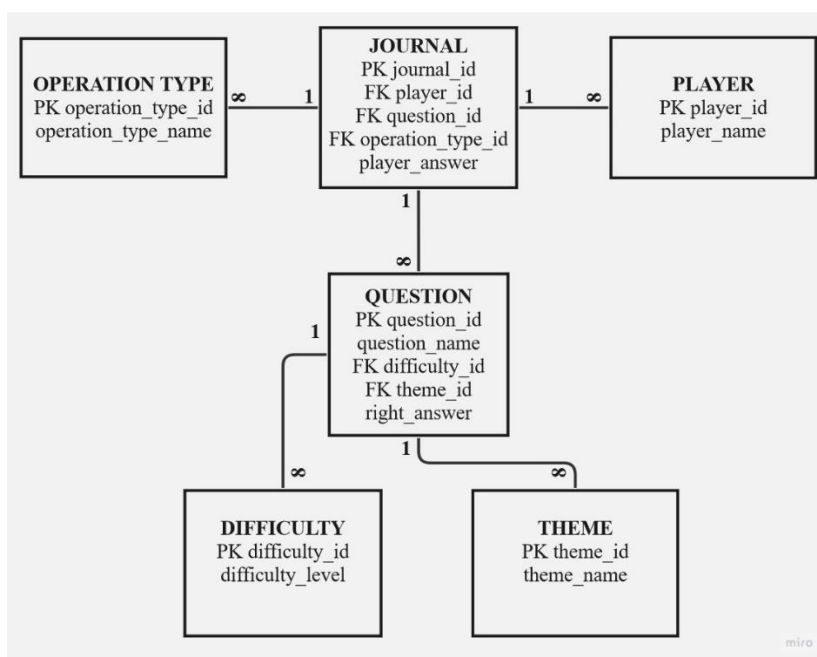 JOURNAL
PK journal_id
FK player_id
FK question_id
FK operation_type_id
player_answer
OPERATION TYPE
PK operation_type_id
operation_type_name
∞
1
1
∞
PLAYER
PK player_id
player_name
1
∞
QUESTION
PK question_id
question_name
FK difficulty_id
FK theme_id
right_answer
1
1
∞
∞
DIFFICULTY
PK difficulty_id
difficulty_level
THEME
PK theme_id
theme_name
miro